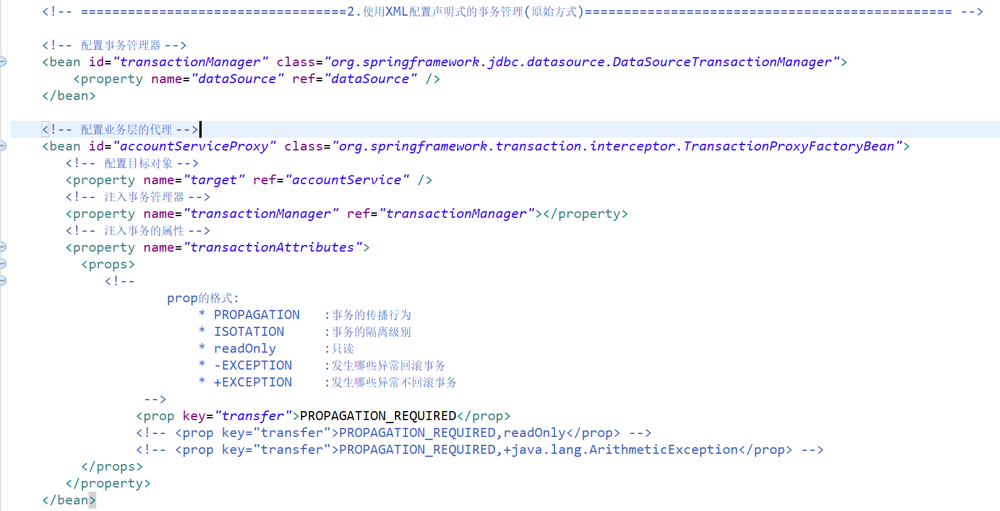 <!-- ==================================2.使用XML配置声明式的事务管理(原始方式)=============================================== -->
<!-- 配置事务管理器 -->
<bean id="transactionManager" class="org.springframework.jdbc.datasource.DataSourceTransactionManager">
<property name="dataSource" ref="dataSource" />
</bean>
<!-- 配置业务层的代理 -->
<bean id="accountServiceProxy" class="org.springframework.transaction.interceptor.TransactionProxyFactoryBean">
<!-- 配置目标对象 -->
<property name="target" ref="accountService" />
<!-- 注入事务管理器 -->
<property name="transactionManager" ref="transactionManager"></property>
<!-- 注入事务的属性 -->
<property name="transactionAttributes">
<props>
<!--
prop的格式:
* PROPAGATION :事务的传播行为
* ISOTATION :事务的隔离级别
* readOnly :只读
* -EXCEPTION :发生哪些异常回滚事务
* +EXCEPTION :发生哪些异常不回滚事务
-->
<prop key="transfer">PROPAGATION_REQUIRED</prop>
<!-- <prop key="transfer">PROPAGATION_REQUIRED,readOnly</prop> -->
<!-- <prop key="transfer">PROPAGATION_REQUIRED,+java.lang.ArithmeticException</prop> -->
</props>
</property>
</bean>